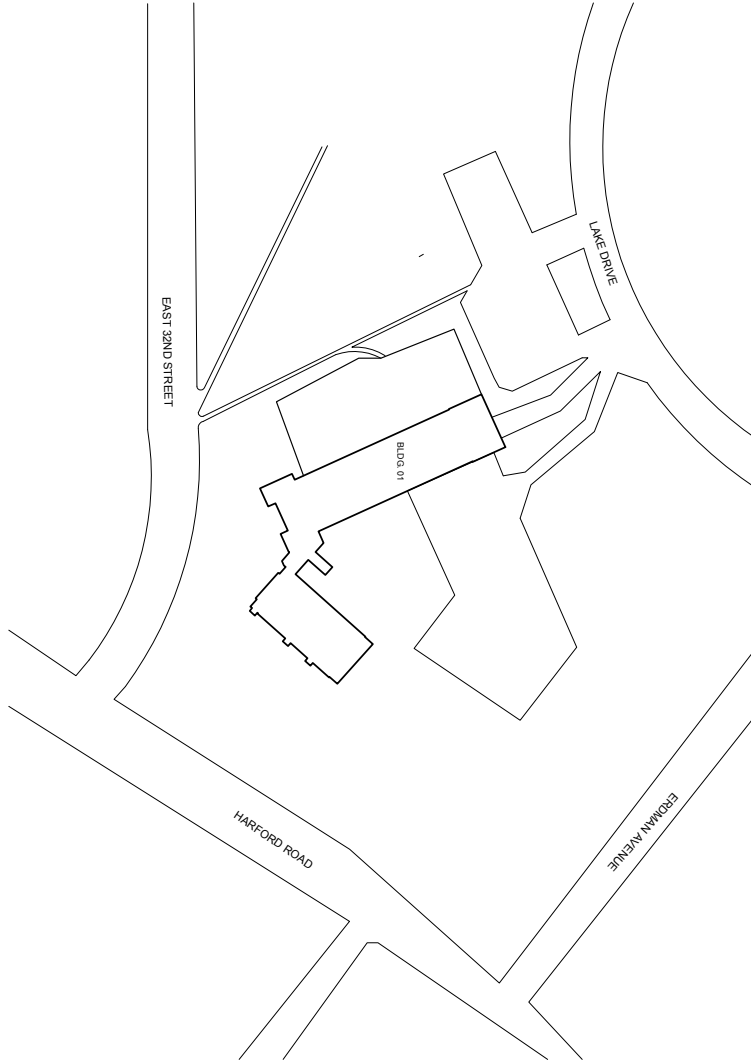 LAKE DRIVE
EAST 32ND STREET
BLDG. 01
HARFORD ROAD
ERDMAN AVENUE